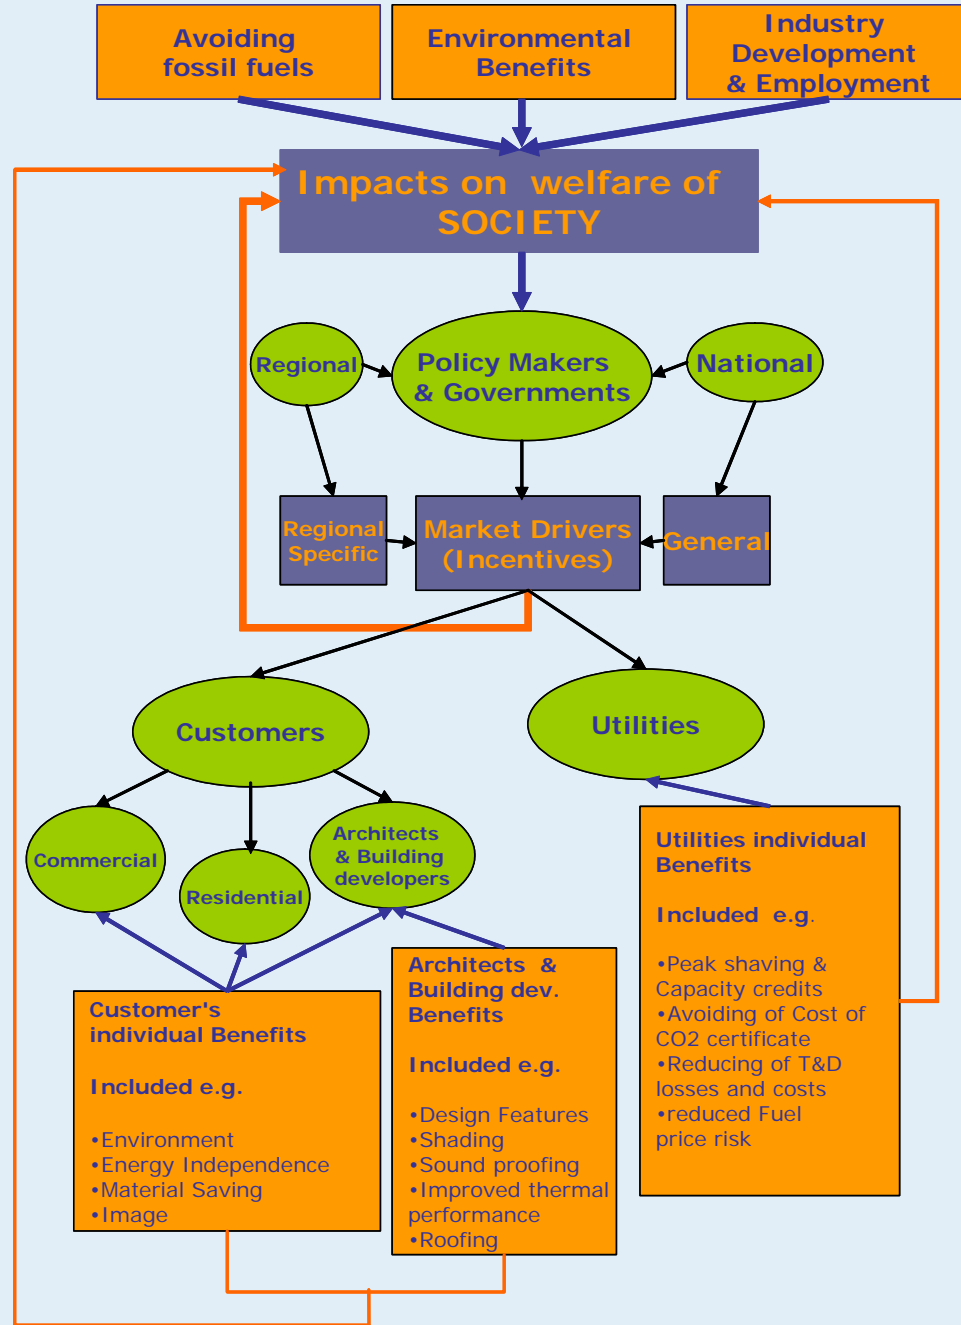 Avoiding
fossil fuels
Environmental
Benefits
Industry
Development
& Employment
Impacts on welfare of
SOCIETY
Regional
Policy Makers
& Governments
National
Regional
Specific
Market Drivers
(Incentives)
General
Customers
Utilities
Commercial
Residential
Architects
& Building
developers
Utilities individual
Benefits
Included e.g.
•Peak shaving &
Capacity credits
•Avoiding of Cost of
CO2 certificate
•Reducing of T&D
losses and costs
•reduced Fuel
price risk
Architects &
Building dev.
Benefits
Included e.g.
•Design Features
•Shading
•Sound proofing
•Improved thermal
performance
•Roofing
Customer's
individual Benefits
Included e.g.
•Environment
•Energy Independence
•Material Saving
•Image